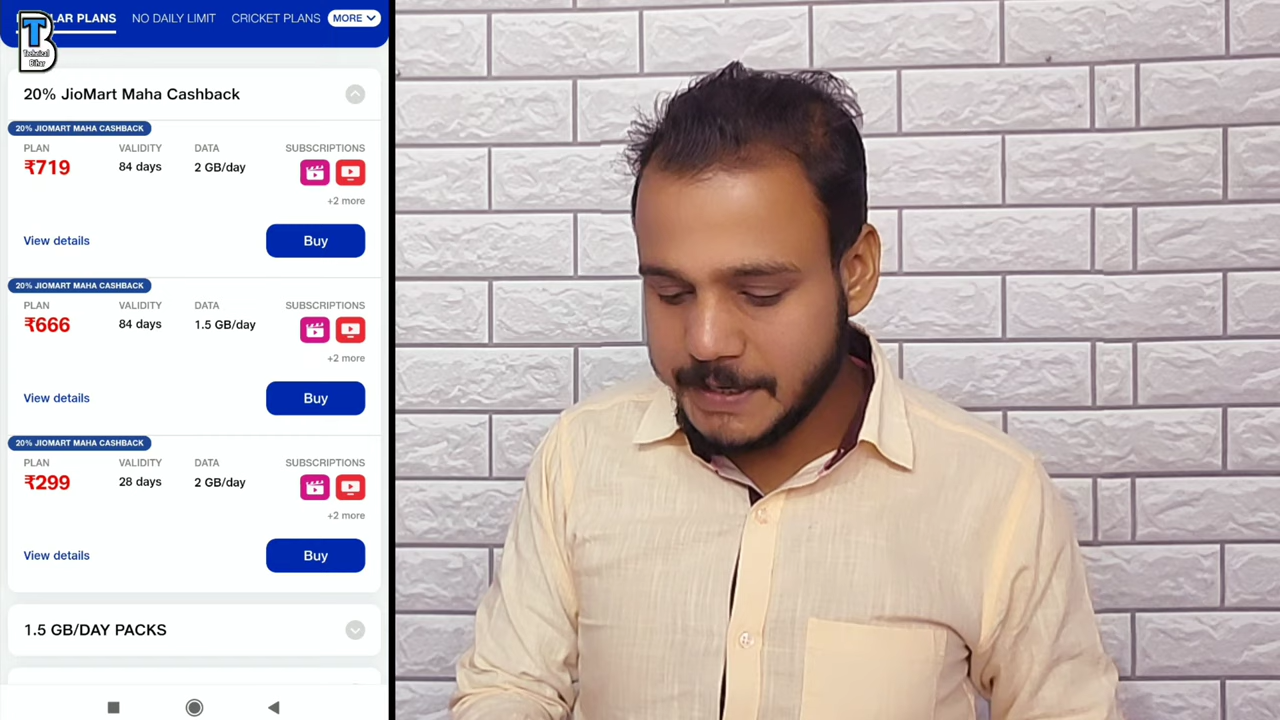 LAR PLANS NO DAILY LIMIT CRICKET PLANS MORE
T
Technical
Bihar
20% JioMart Maha Cashback
20% JIOMART MAHA CASHBACK
PLAN VALIDITY DATA SUBSCRIPTIONS
₹719 84 days 2 GB/day
+2 more
View details Buy
20% JIOMART MAHA CASHBACK
PLAN VALIDITY DATA SUBSCRIPTIONS
₹666 84 days 1.5 GB/day
+2 more
View details Buy
20% JIOMART MAHA CASHBACK
PLAN VALIDITY DATA SUBSCRIPTIONS
₹299 28 days 2 GB/day
+2 more
View details Buy
1.5 GB/DAY PACKS